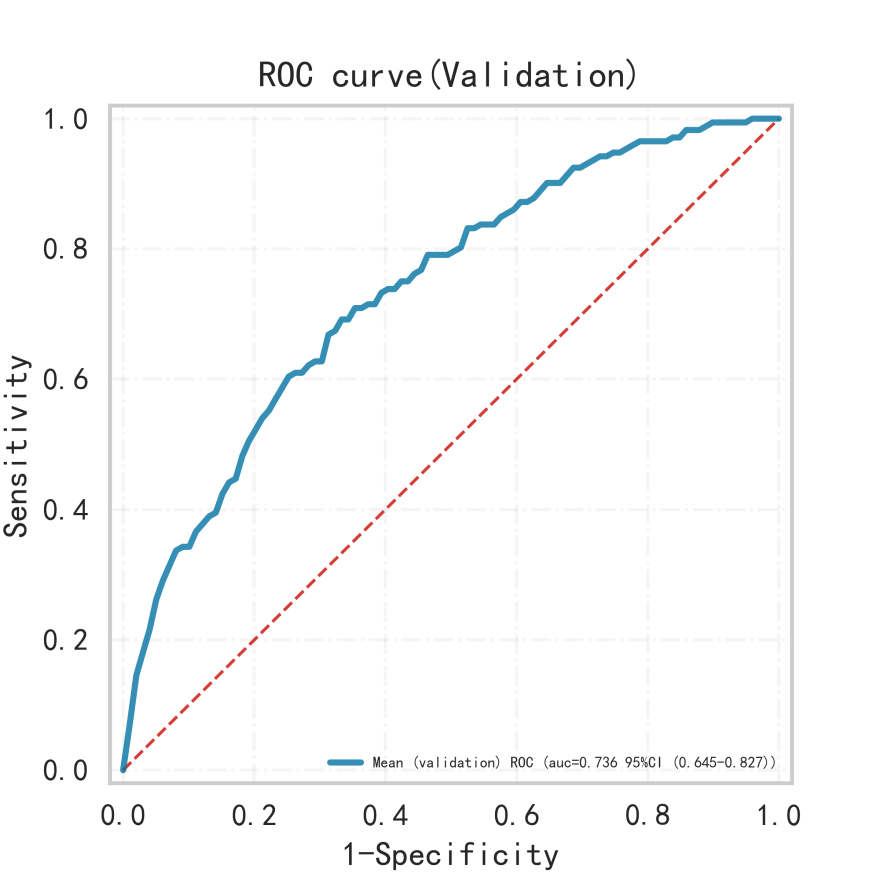 ROC curve(Validation)
1.0
0.8
0.6
0.4
0.2
0.0
Sensitivity
Mean (validation) ROC (auc=0.736 95%CI (0.645-0.827))
0.0 0.2 0.4 0.6 0.8 1.0
1-Specificity